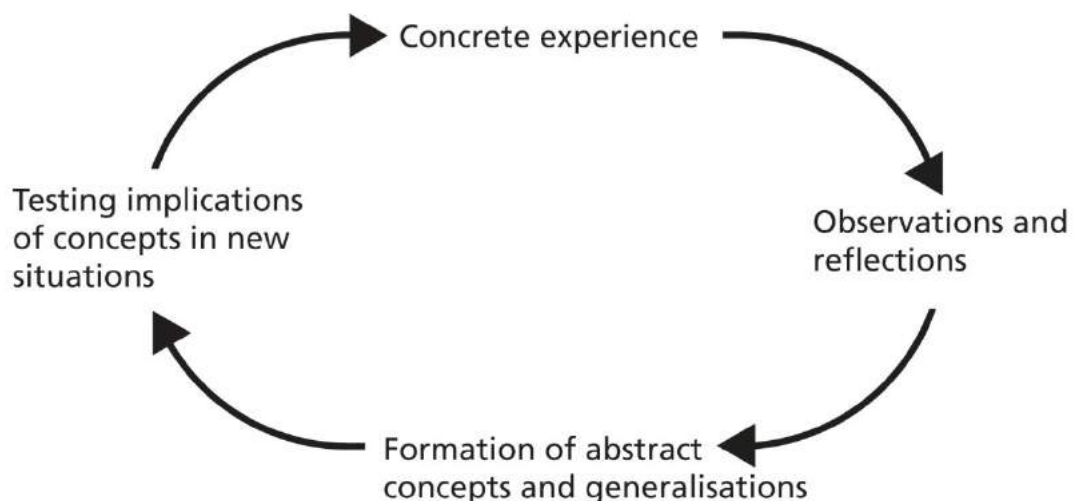 Concrete experience
Observations and
reflections
Formation of abstract
concepts and generalisations
Testing implications
of concepts in new
situations